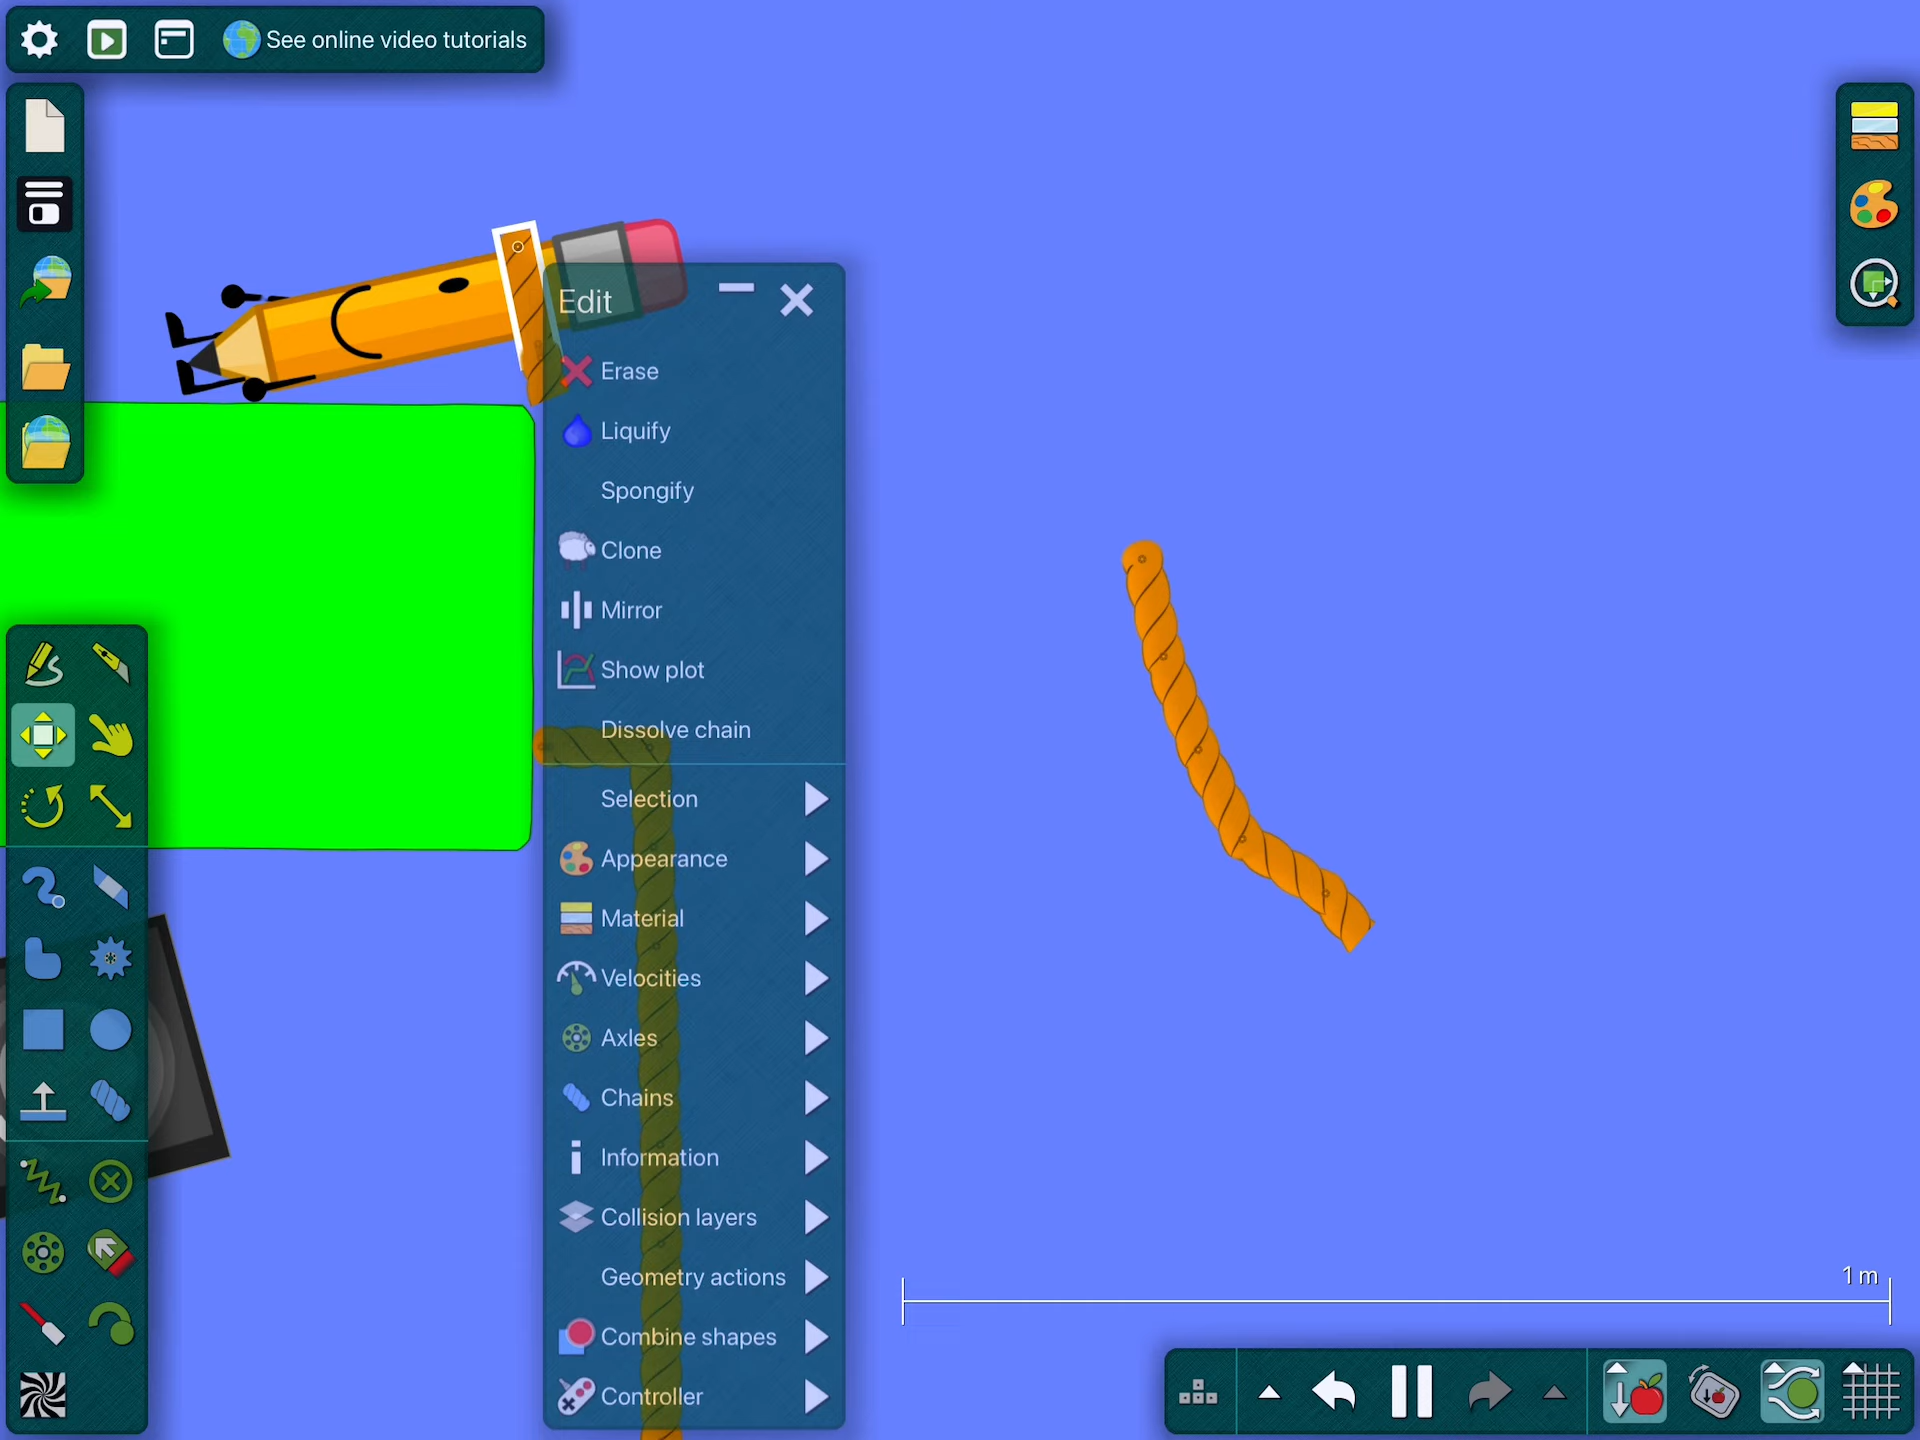 See online video tutorials
Edit
Erase
Liquify
Spongify
Clone
Mirror
Show plot
Dissolve chain
Selection
Appearance
Material
Velocities
Axles
Chains
Information
Collision layers
Geometry actions
Combine shapes
Controller
1 m